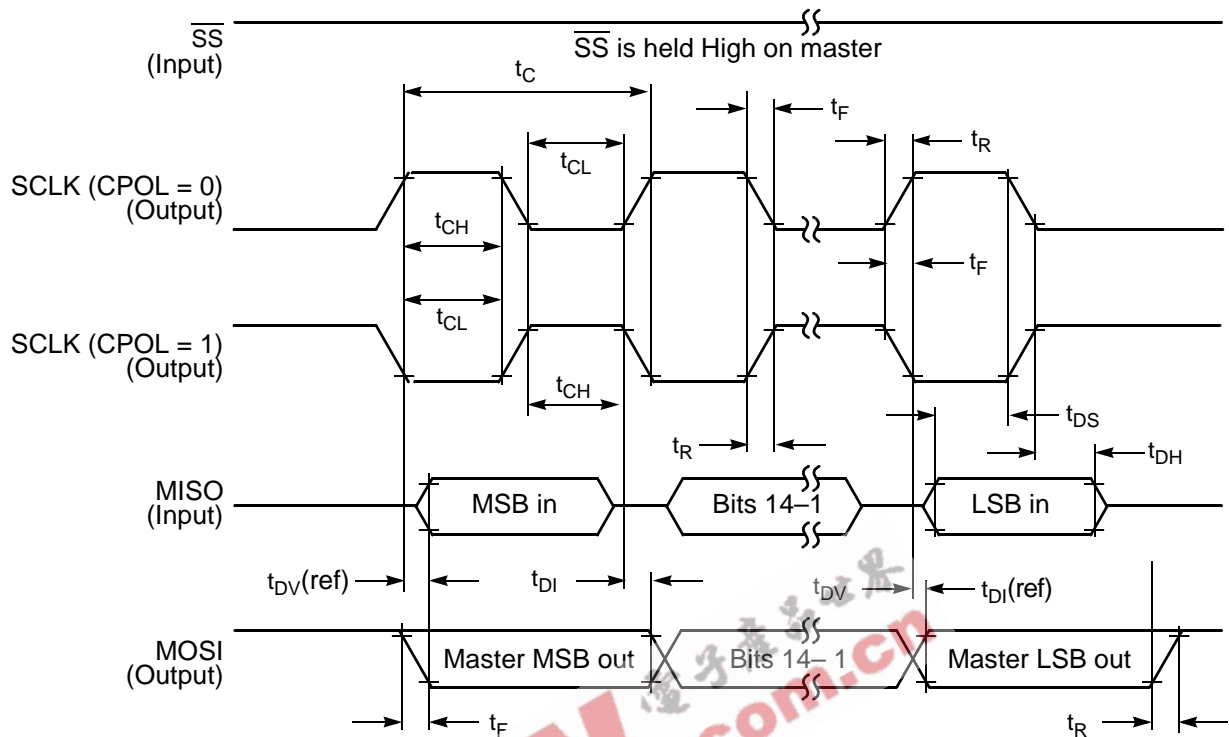 SS
(Input)
SS is held High on master
tC
tF
tR
tCL
SCLK (CPOL = 0)
(Output)
tCH
tF
tCL
SCLK (CPOL = 1)
(Output)
tCH
tDS
tR
tDH
MISO
(Input)
MSB in
Bits 14–1
LSB in
tDV(ref)
tDI
tDV
tDI(ref)
MOSI
(Output)
Master MSB out
Bits 14– 1
Master LSB out
tF
tR
.com.cn